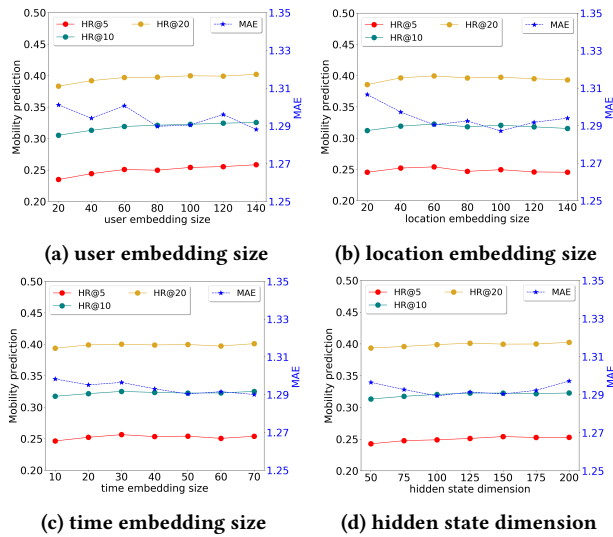 0.50
0.45
0.40
0.35
0.30
0.25
0.20
Mobility prediction
HR@5
HR@10
HR@20
MAE
1.35
1.33
1.31
1.29
1.27
1.25
MAE
20 40 60 80 100 120 140
user embedding size
(a) user embedding size
0.50
0.45
0.40
0.35
0.30
0.25
0.20
Mobility prediction
HR@5
HR@10
HR@20
MAE
1.35
1.33
1.31
1.29
1.27
1.25
MAE
20 40 60 80 100 120 140
location embedding size
(b) location embedding size
0.50
0.45
0.40
0.35
0.30
0.25
0.20
Mobility prediction
HR@5
HR@10
HR@20
MAE
1.35
1.33
1.31
1.29
1.27
1.25
MAE
10 20 30 40 50 60 70
time embedding size
(c) time embedding size
0.50
0.45
0.40
0.35
0.30
0.25
0.20
Mobility prediction
HR@5
HR@10
HR@20
MAE
1.35
1.33
1.31
1.29
1.27
1.25
MAE
50 75 100 125 150 175 200
hidden state dimension
(d) hidden state dimension